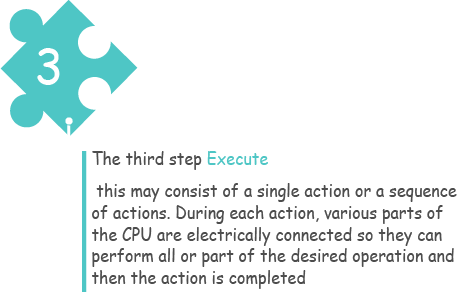 3
The third step Execute
this may consist of a single action or a sequence
of actions. During each action, various parts of
the CPU are electrically connected so they can
perform all or part of the desired operation and
then the action is completed